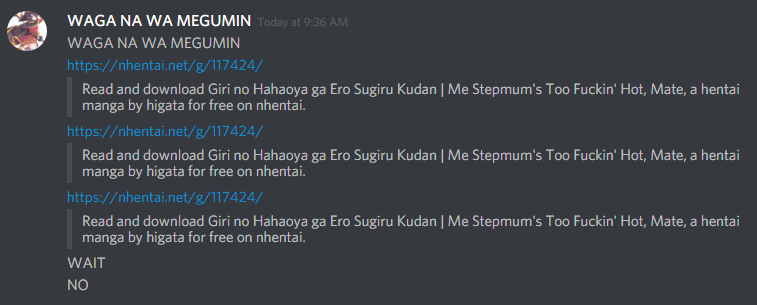 WAGA NA WA MEGUMIN Today at 9:36 AM
WAGA NA WA MEGUMIN
https://nhentai.net/g/117424/
Read and download Giri no Hahaoya ga Ero Sugiru Kudan | Me Stepmum's Too Fuckin' Hot, Mate, a hentai
manga by higata for free on nhentai.
https://nhentai.net/g/117424/
Read and download Giri no Hahaoya ga Ero Sugiru Kudan | Me Stepmum's Too Fuckin' Hot, Mate, a hentai
manga by higata for free on nhentai.
https://nhentai.net/g/117424/
Read and download Giri no Hahaoya ga Ero Sugiru Kudan | Me Stepmum's Too Fuckin' Hot, Mate, a hentai
manga by higata for free on nhentai.
WAIT
NO